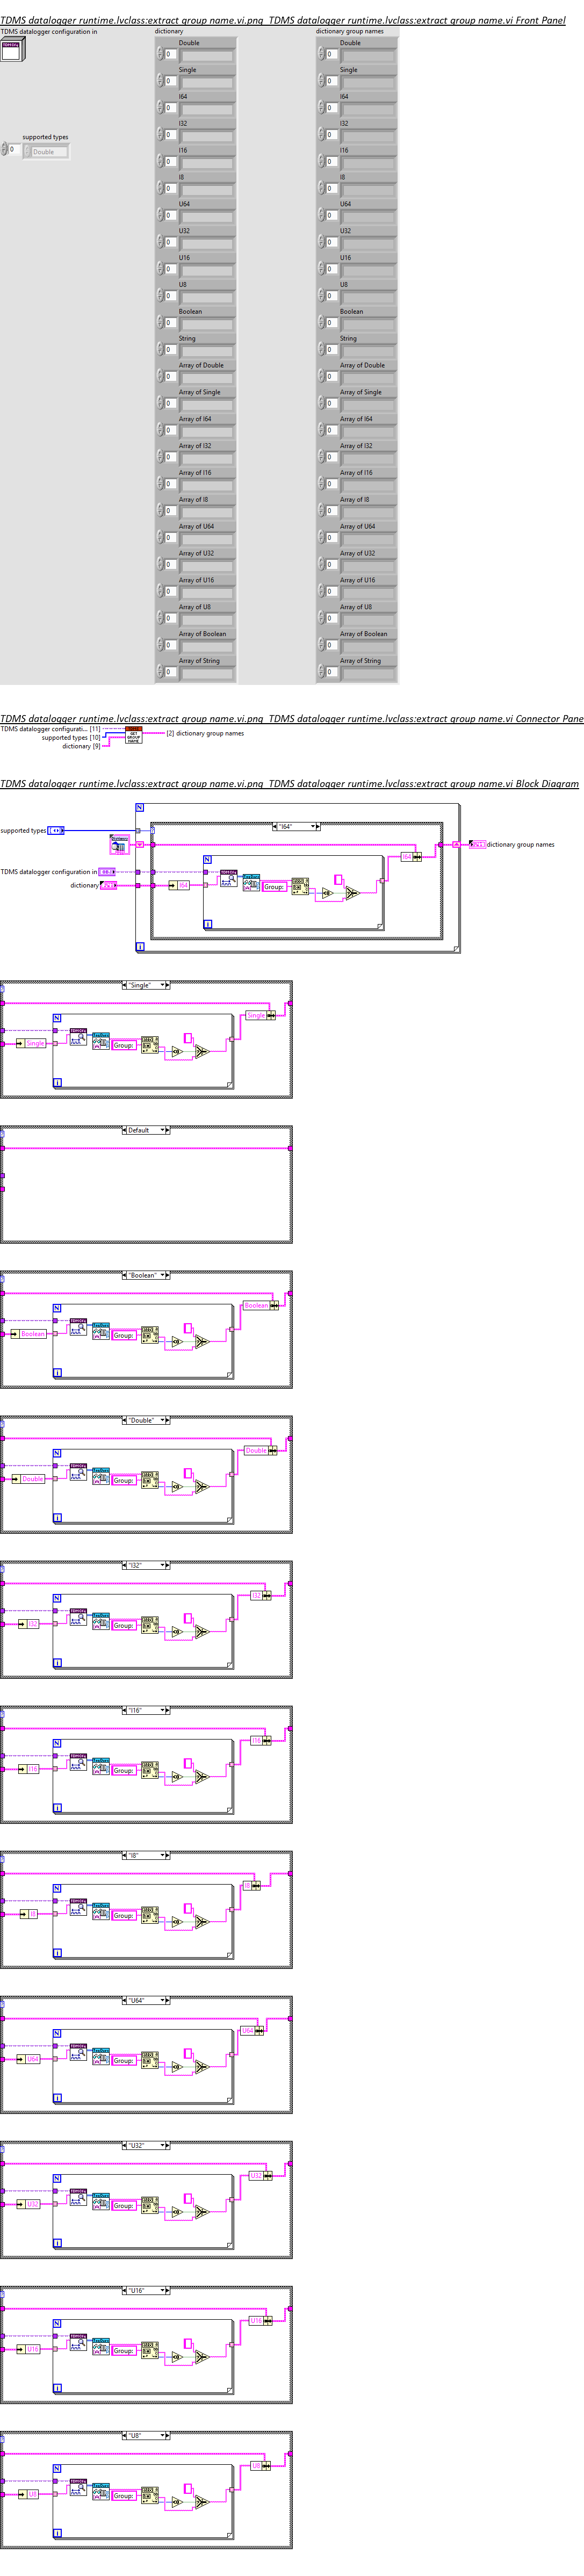 TDMS datalogger runtime.lvclass:extract group name.vi.png TDMS datalogger runtime.lvclass:extract group name.vi Front Panel
TDMS datalogger configuration in
dictionary
dictionary group names
supported types
0
Double
Double
0
Single
0
I64
0
I32
0
I16
0
I8
0
U64
0
U32
0
U16
0
U8
0
Boolean
0
String
0
Array of Double
0
Array of Single
0
Array of I64
0
Array of I32
0
Array of I16
0
Array of I8
0
Array of U64
0
Array of U32
0
Array of U16
0
Array of U8
0
Array of Boolean
0
Array of String
0
Double
0
Single
0
I64
0
I32
0
I16
0
I8
0
U64
0
U32
0
U16
0
U8
0
Boolean
0
String
0
Array of Double
0
Array of Single
0
Array of I64
0
Array of I32
0
Array of I16
0
Array of I8
0
Array of U64
0
Array of U32
0
Array of U16
0
Array of U8
0
Array of Boolean
0
Array of String
0
TDMS datalogger runtime.lvclass:extract group name.vi.png TDMS datalogger runtime.lvclass:extract group name.vi Connector Pane
TDMS datalogger configurati... [11]
supported types [10]
dictionary [9]
GET
GROUP
NAME
[2] dictionary group names
TDMS datalogger runtime.lvclass:extract group name.vi.png TDMS datalogger runtime.lvclass:extract group name.vi Block Diagram
N
supported types
"I64"
dictionary group names
I64
N
TDMS datalogger configuration in
dictionary
I64
Group:
i
i
"Single"
N
Single
Single
Group:
i
Default
"Boolean"
N
Boolean
Boolean
Group:
i
"Double"
N
Double
Double
Group:
i
"I32"
N
I32
I32
Group:
i
"I16"
N
I16
I16
Group:
i
"I8"
N
I8
I8
Group:
i
"U64"
N
U64
U64
Group:
i
"U32"
N
U32
U32
Group:
i
"U16"
N
U16
U16
Group:
i
"U8"
N
U8
U8
Group:
i